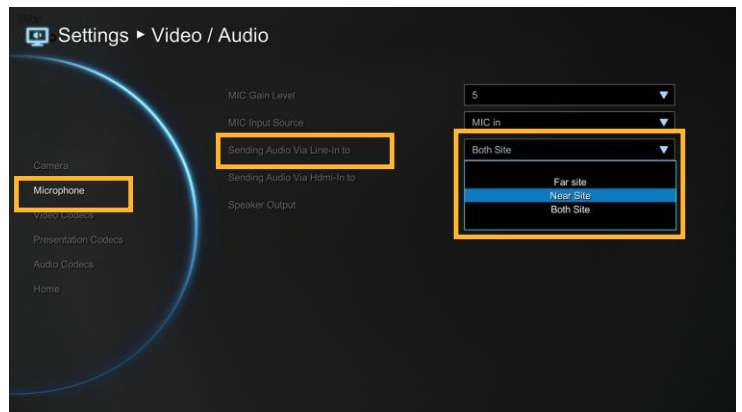 Settings ▸ Video / Audio
MIC Gain Level 5
MIC Input Source MIC in
Sending Audio Via Line-In to Both Site
Sending Audio Via Hdmi-In to
Speaker Output
Far site
Near Site
Both Site
Camera
Microphone
Video Codecs
Presentation Codecs
Audio Codecs
Home